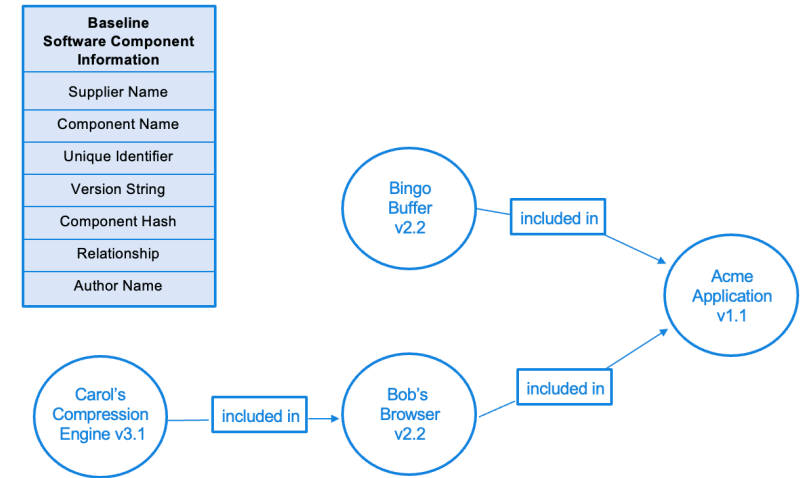 Baseline
Software Component
Information
Supplier Name
Component Name
Unique Identifier
Version String
Component Hash
Relationship
Author Name
Bingo
Buffer
v2.2
included in
Acme
Application
v1.1
Carol's
Compression
Engine v3.1
included in
Bob's
Browser
v2.2
included in